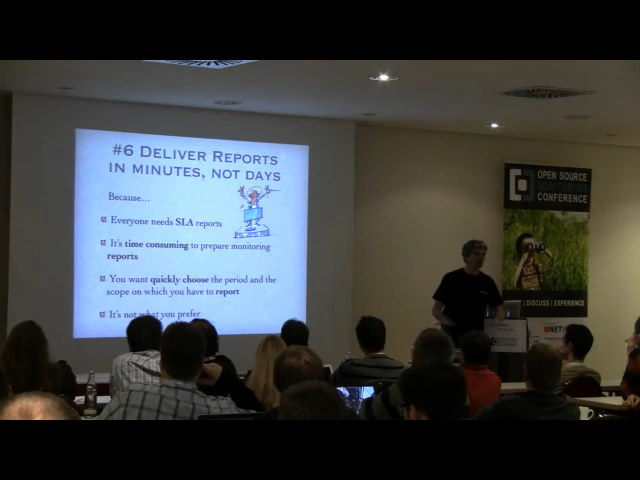 #6 DELIVER REPORTS
IN MINUTES, NOT DAYS
Because...
Everyone needs SLA reports
It's time consuming to prepare monitoring
reports
You want quickly choose the period and the
scope on which you have to report
It's not what you prefer
OPEN SOURCE
MONITORING
CONFERENCE
DISCUSS | EXPERIENCE